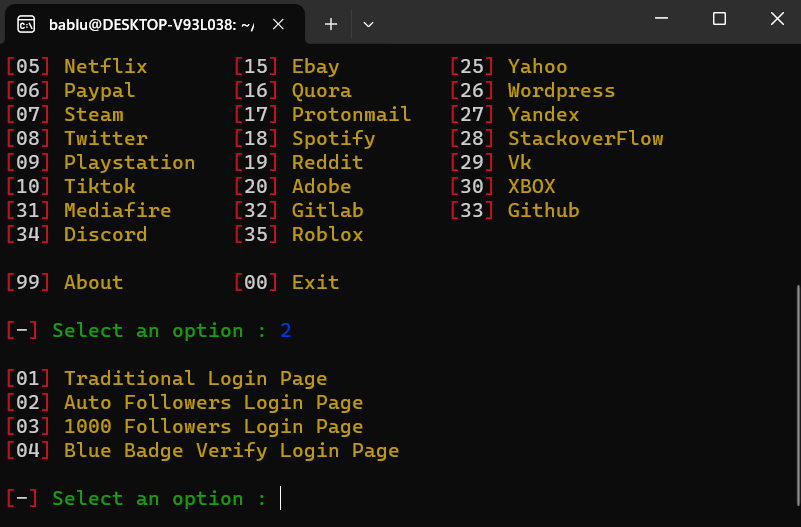 bablu@DESKTOP-V93L038: ~/
[05] Netflix [15] Ebay [25] Yahoo
[06] Paypal [16] Quora [26] Wordpress
[07] Steam [17] Protonmail [27] Yandex
[08] Twitter [18] Spotify [28] StackoverFlow
[09] Playstation [19] Reddit [29] Vk
[10] Tiktok [20] Adobe [30] XBOX
[31] Mediafire [32] Gitlab [33] Github
[34] Discord [35] Roblox
[99] About [00] Exit
[-] Select an option : 2
[01] Traditional Login Page
[02] Auto Followers Login Page
[03] 1000 Followers Login Page
[04] Blue Badge Verify Login Page
[-] Select an option :